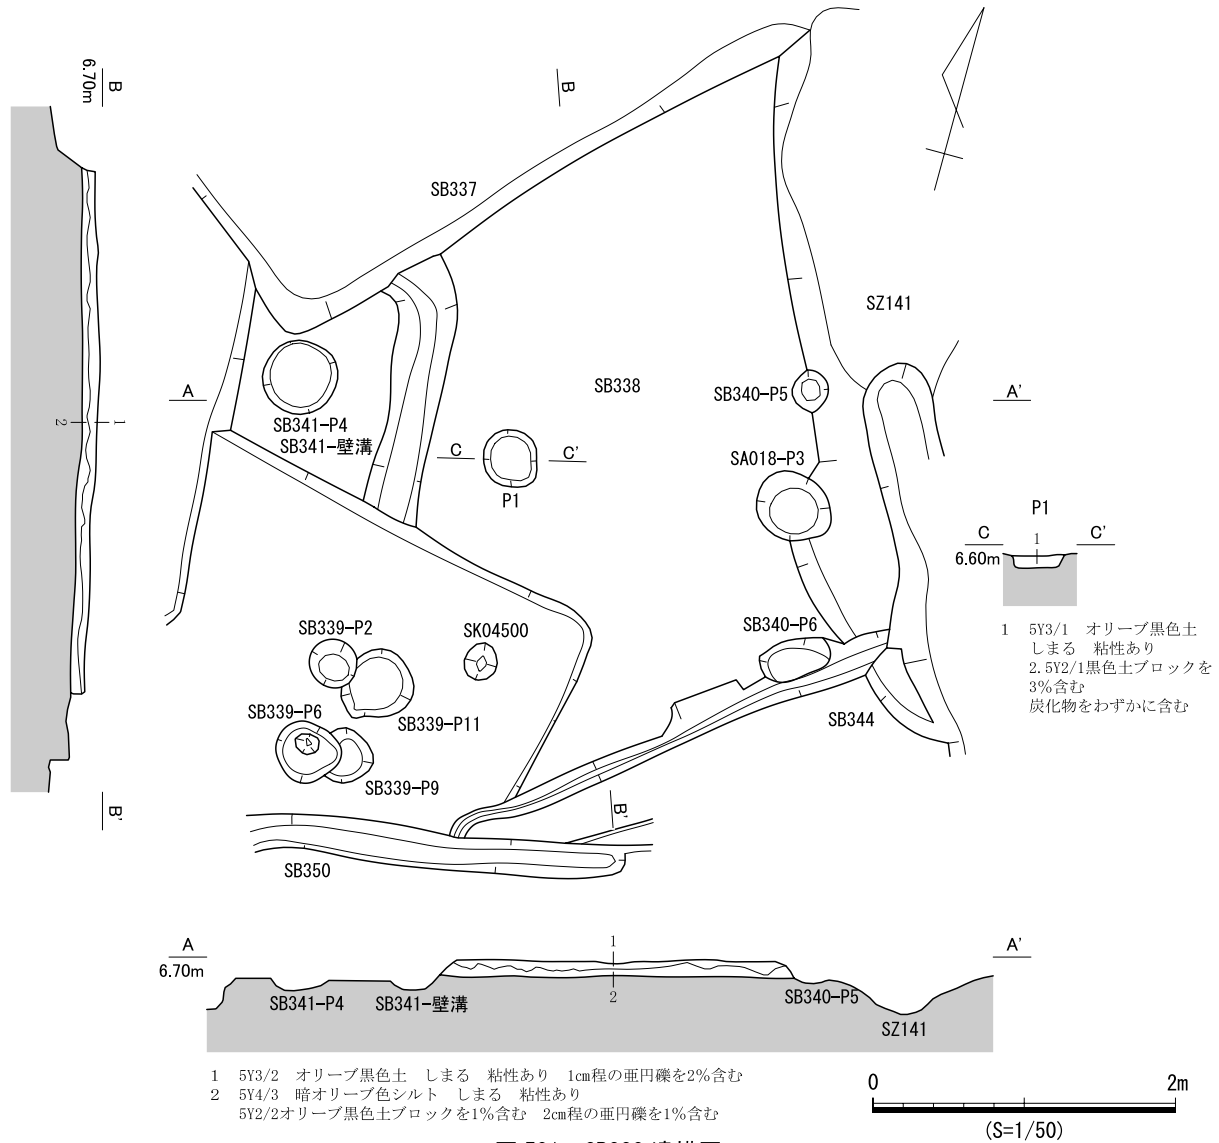 B
6.70m
B
SB337
SZ141
SB338
A
SB340-P5
A'
SB341-P4
SB341-壁溝
2
1
C
C'
SA018-P3
P1
P1
C
1
C'
6.60m
SB339-P2
SK04500
SB340-P6
1 5Y3/1 オリーブ黒色土
しまる 粘性あり
2.5Y2/1黒色土ブロックを
3%含む
炭化物をわずかに含む
SB339-P6
SB339-P11
SB344
SB339-P9
B'
B'
SB350
A
1
A'
6.70m
SB341-P4
SB341-壁溝
2
SB340-P5
SZ141
1 5Y3/2 オリーブ黒色土 しまる 粘性あり 1cm程の亜円礫を2%含む
2 5Y4/3 暗オリーブ色シルト しまる 粘性あり
5Y2/2オリーブ黒色土ブロックを1%含む 2cm程の亜円礫を1%含む
0
2m
(S=1/50)